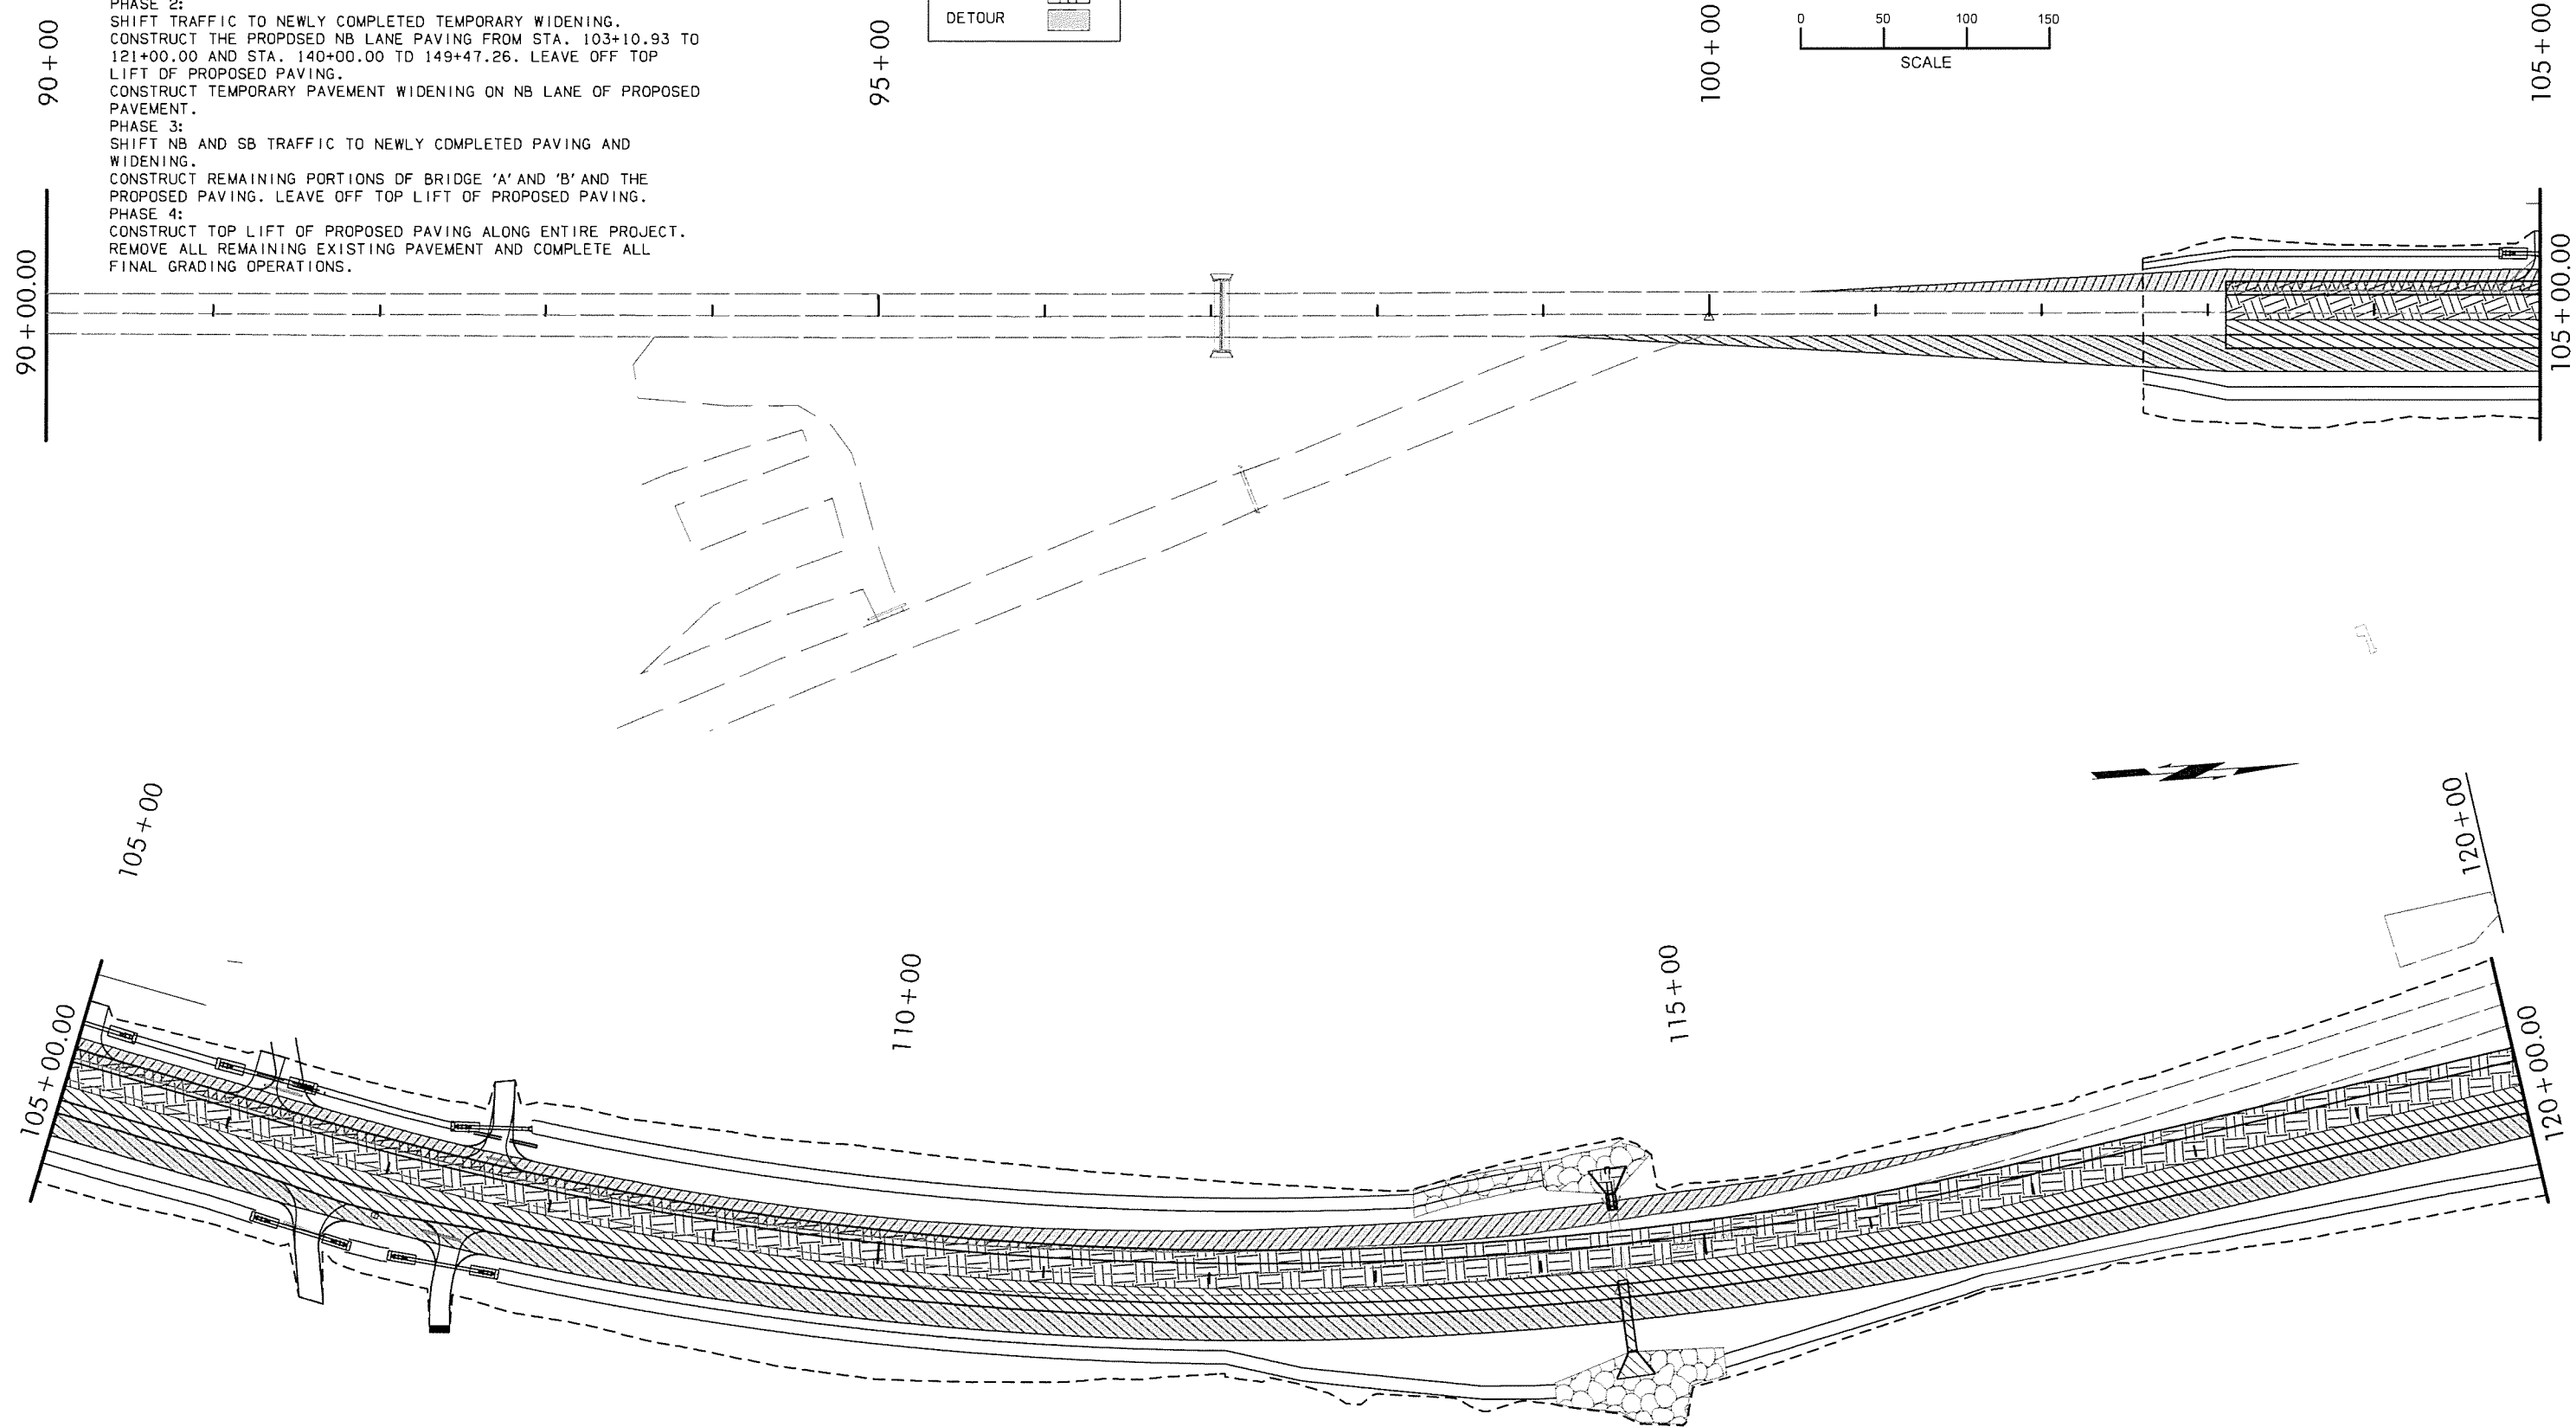 PHASE 2:
SHIFT TRAFFIC TO NEWLY COMPLETED TEMPORARY WIDENING.
CONSTRUCT THE PROPOSED NB LANE PAVING FROM STA. 103+10.93 TO
121+00.00 AND STA. 140+00.00 TO 149+47.26. LEAVE OFF TOP
LIFT OF PROPOSED PAVING.
CONSTRUCT TEMPORARY PAVEMENT WIDENING ON NB LANE OF PROPOSED
PAVEMENT.
PHASE 3:
SHIFT NB AND SB TRAFFIC TO NEWLY COMPLETED PAVING AND
WIDENING.
CONSTRUCT REMAINING PORTIONS OF BRIDGE 'A' AND 'B' AND THE
PROPOSED PAVING. LEAVE OFF TOP LIFT OF PROPOSED PAVING.
PHASE 4:
CONSTRUCT TOP LIFT OF PROPOSED PAVING ALONG ENTIRE PROJECT.
REMOVE ALL REMAINING EXISTING PAVEMENT AND COMPLETE ALL
FINAL GRADING OPERATIONS.
DETOUR
0 50 100 150
SCALE
90+00
95+00
100+00
105+00
90+00.00
105+00.00
105+00
110+00
115+00
120+00
105+00.00
120+00.00